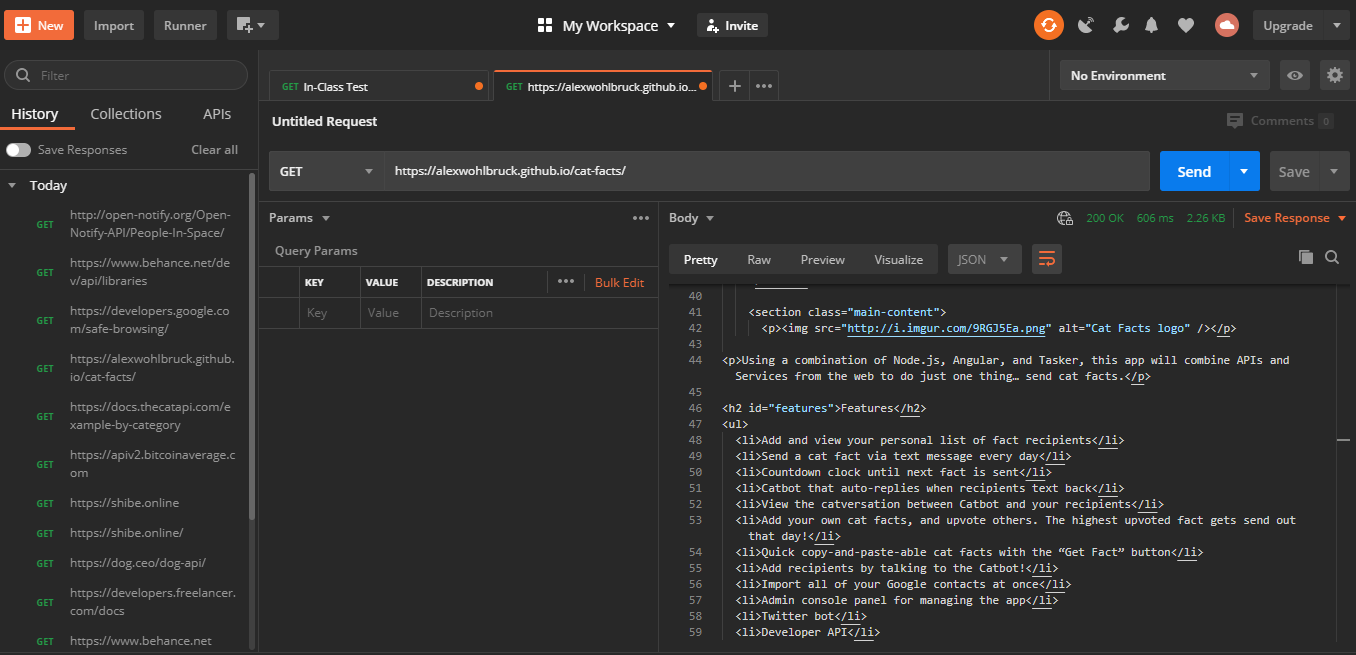 New Import Runner My Workspace Invite Upgrade
Filter
History Collections APIs
Save Responses Clear all
Today
GET http://open-notify.org/Open-
Notify-API/People-In-Space/
GET https://www.behance.net/de
v/api/libraries
GET https://developers.google.co
m/safe-browsing/
GET https://alexwohlbruck.github.
io/cat-facts/
GET https://docs.thecatapi.com/e
xample-by-category
GET https://apiv2.bitcoinaverage.c
om
GET https://shibe.online
GET https://shibe.online/
GET https://dog.ceo/dog-api/
GET https://developers.freelancer.
com/docs
GET https://www.behance.net
GET In-Class Test GET https://alexwohlbruck.github.io... No Environment
Untitled Request Comments 0
GET https://alexwohlbruck.github.io/cat-facts/ Send Save
Params
Query Params
KEY VALUE DESCRIPTION Bulk Edit
Key Value Description
Body 200 OK 606 ms 2.26 KB Save Response
Pretty Raw Preview Visualize JSON
40
41 <section class="main-content">
42 <p><img src="http://i.imgur.com/9RGJ5Ea.png" alt="Cat Facts logo" /></p>
43
44 <p>Using a combination of Node.js, Angular, and Tasker, this app will combine APIs and
Services from the web to do just one thing… send cat facts.</p>
45
46 <h2 id="features">Features</h2>
47 <ul>
48 <li>Add and view your personal list of fact recipients</li>
49 <li>Send a cat fact via text message every day</li>
50 <li>Countdown clock until next fact is sent</li>
51 <li>Catbot that auto-replies when recipients text back</li>
52 <li>View the catversation between Catbot and your recipients</li>
53 <li>Add your own cat facts, and upvote others. The highest upvoted fact gets send out
that day!</li>
54 <li>Quick copy-and-paste-able cat facts with the “Get Fact” button</li>
55 <li>Add recipients by talking to the Catbot!</li>
56 <li>Import all of your Google contacts at once</li>
57 <li>Admin console panel for managing the app</li>
58 <li>Twitter bot</li>
59 <li>Developer API</li>